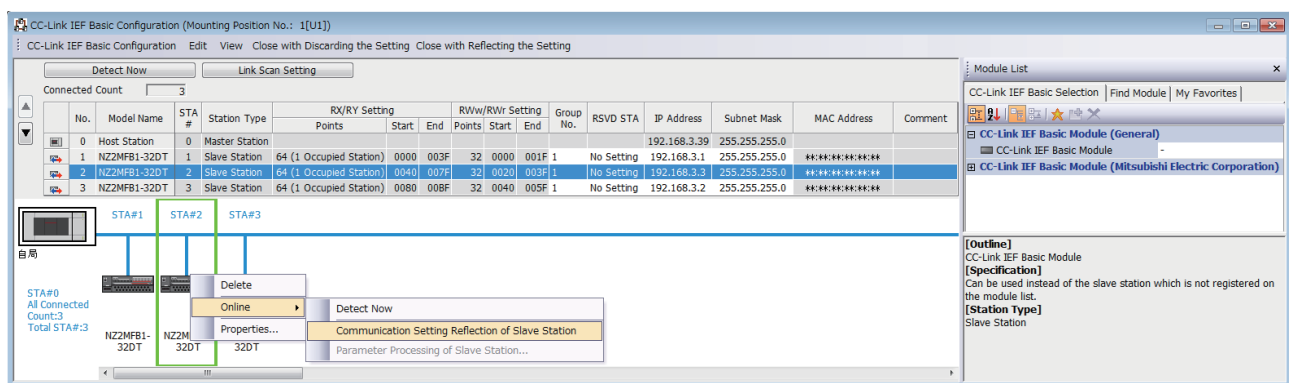 CC-Link IEF Basic Configuration (Mounting Position No.: 1[U1])
CC-Link IEF Basic Configuration Edit View Close with Discarding the Setting Close with Reflecting the Setting
Detect Now Link Scan Setting
Connected Count 3
No. Model Name STA # Station Type RX/RY Setting RWw/RWr Setting Group No. RSVD STA IP Address Subnet Mask MAC Address Comment
Points Start End Points Start End
0 Host Station 0 Master Station 192.168.3.39 255.255.255.0
1 NZ2MFB1-32DT 1 Slave Station 64 (1 Occupied Station) 0000 003F 32 0000 001F 1 No Setting 192.168.3.1 255.255.255.0 **:**:**:**:**:**
2 NZ2MFB1-32DT 2 Slave Station 64 (1 Occupied Station) 0040 007F 32 0020 003F 1 No Setting 192.168.3.3 255.255.255.0 **:**:**:**:**:**
3 NZ2MFB1-32DT 3 Slave Station 64 (1 Occupied Station) 0080 00BF 32 0040 005F 1 No Setting 192.168.3.2 255.255.255.0 **:**:**:**:**:**
STA#1 STA#2 STA#3
自局
STA#0
All Connected
Count:3
Total STA#:3
NZ2MFB1-
32DT
NZ2M
32DT
32DT
Delete
Online
Properties...
Detect Now
Communication Setting Reflection of Slave Station
Parameter Processing of Slave Station...
Module List
CC-Link IEF Basic Selection Find Module My Favorites
CC-Link IEF Basic Module (General)
CC-Link IEF Basic Module -
CC-Link IEF Basic Module (Mitsubishi Electric Corporation)
[Outline]
CC-Link IEF Basic Module
[Specification]
Can be used instead of the slave station which is not registered on
the module list.
[Station Type]
Slave Station